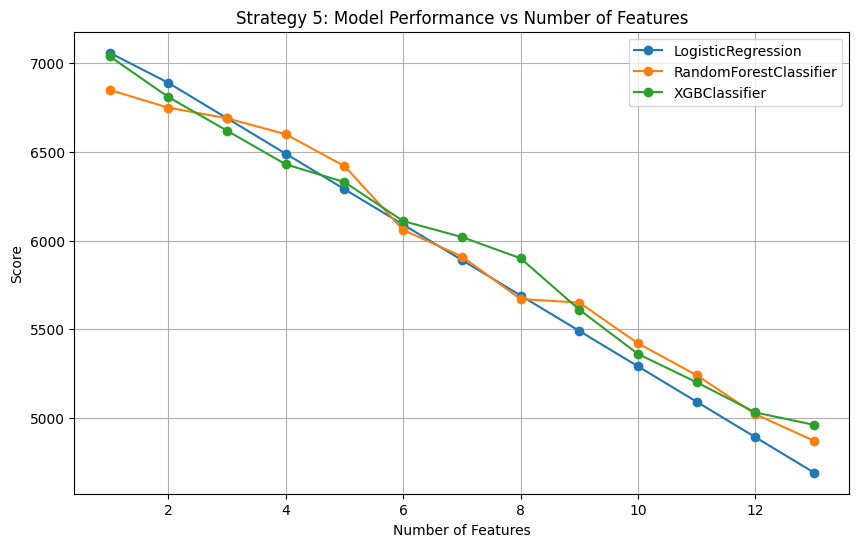 Strategy 5: Model Performance vs Number of Features
LogisticRegression
RandomForestClassifier
XGBClassifier
7000
6500
6000
5500
5000
Score
2 4 6 8 10 12
Number of Features